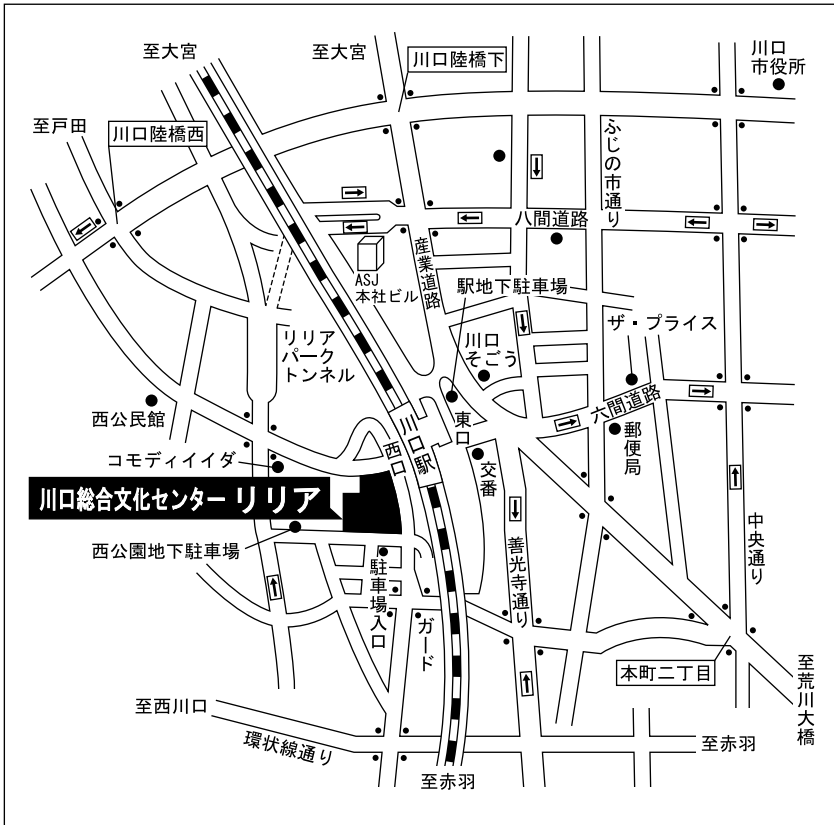 至大宮
至大宮
川口陸橋下
川口
市役所
至戸田
川口陸橋西
ふじの市通り
八間道路
産業道路
ASJ
本社ビル
駅地下駐車場
ザ・プライス
リリア
パーク
トンネル
川口
そごう
西公民館
六間道路
東口
川口駅
西口
郵便局
交番
コモディイイダ
川口総合文化センター リリア
西公園地下駐車場
駐車場入口
善光寺通り
中央通り
ガード
本町二丁目
至荒川大橋
至西川口
環状線通り
至赤羽
至赤羽